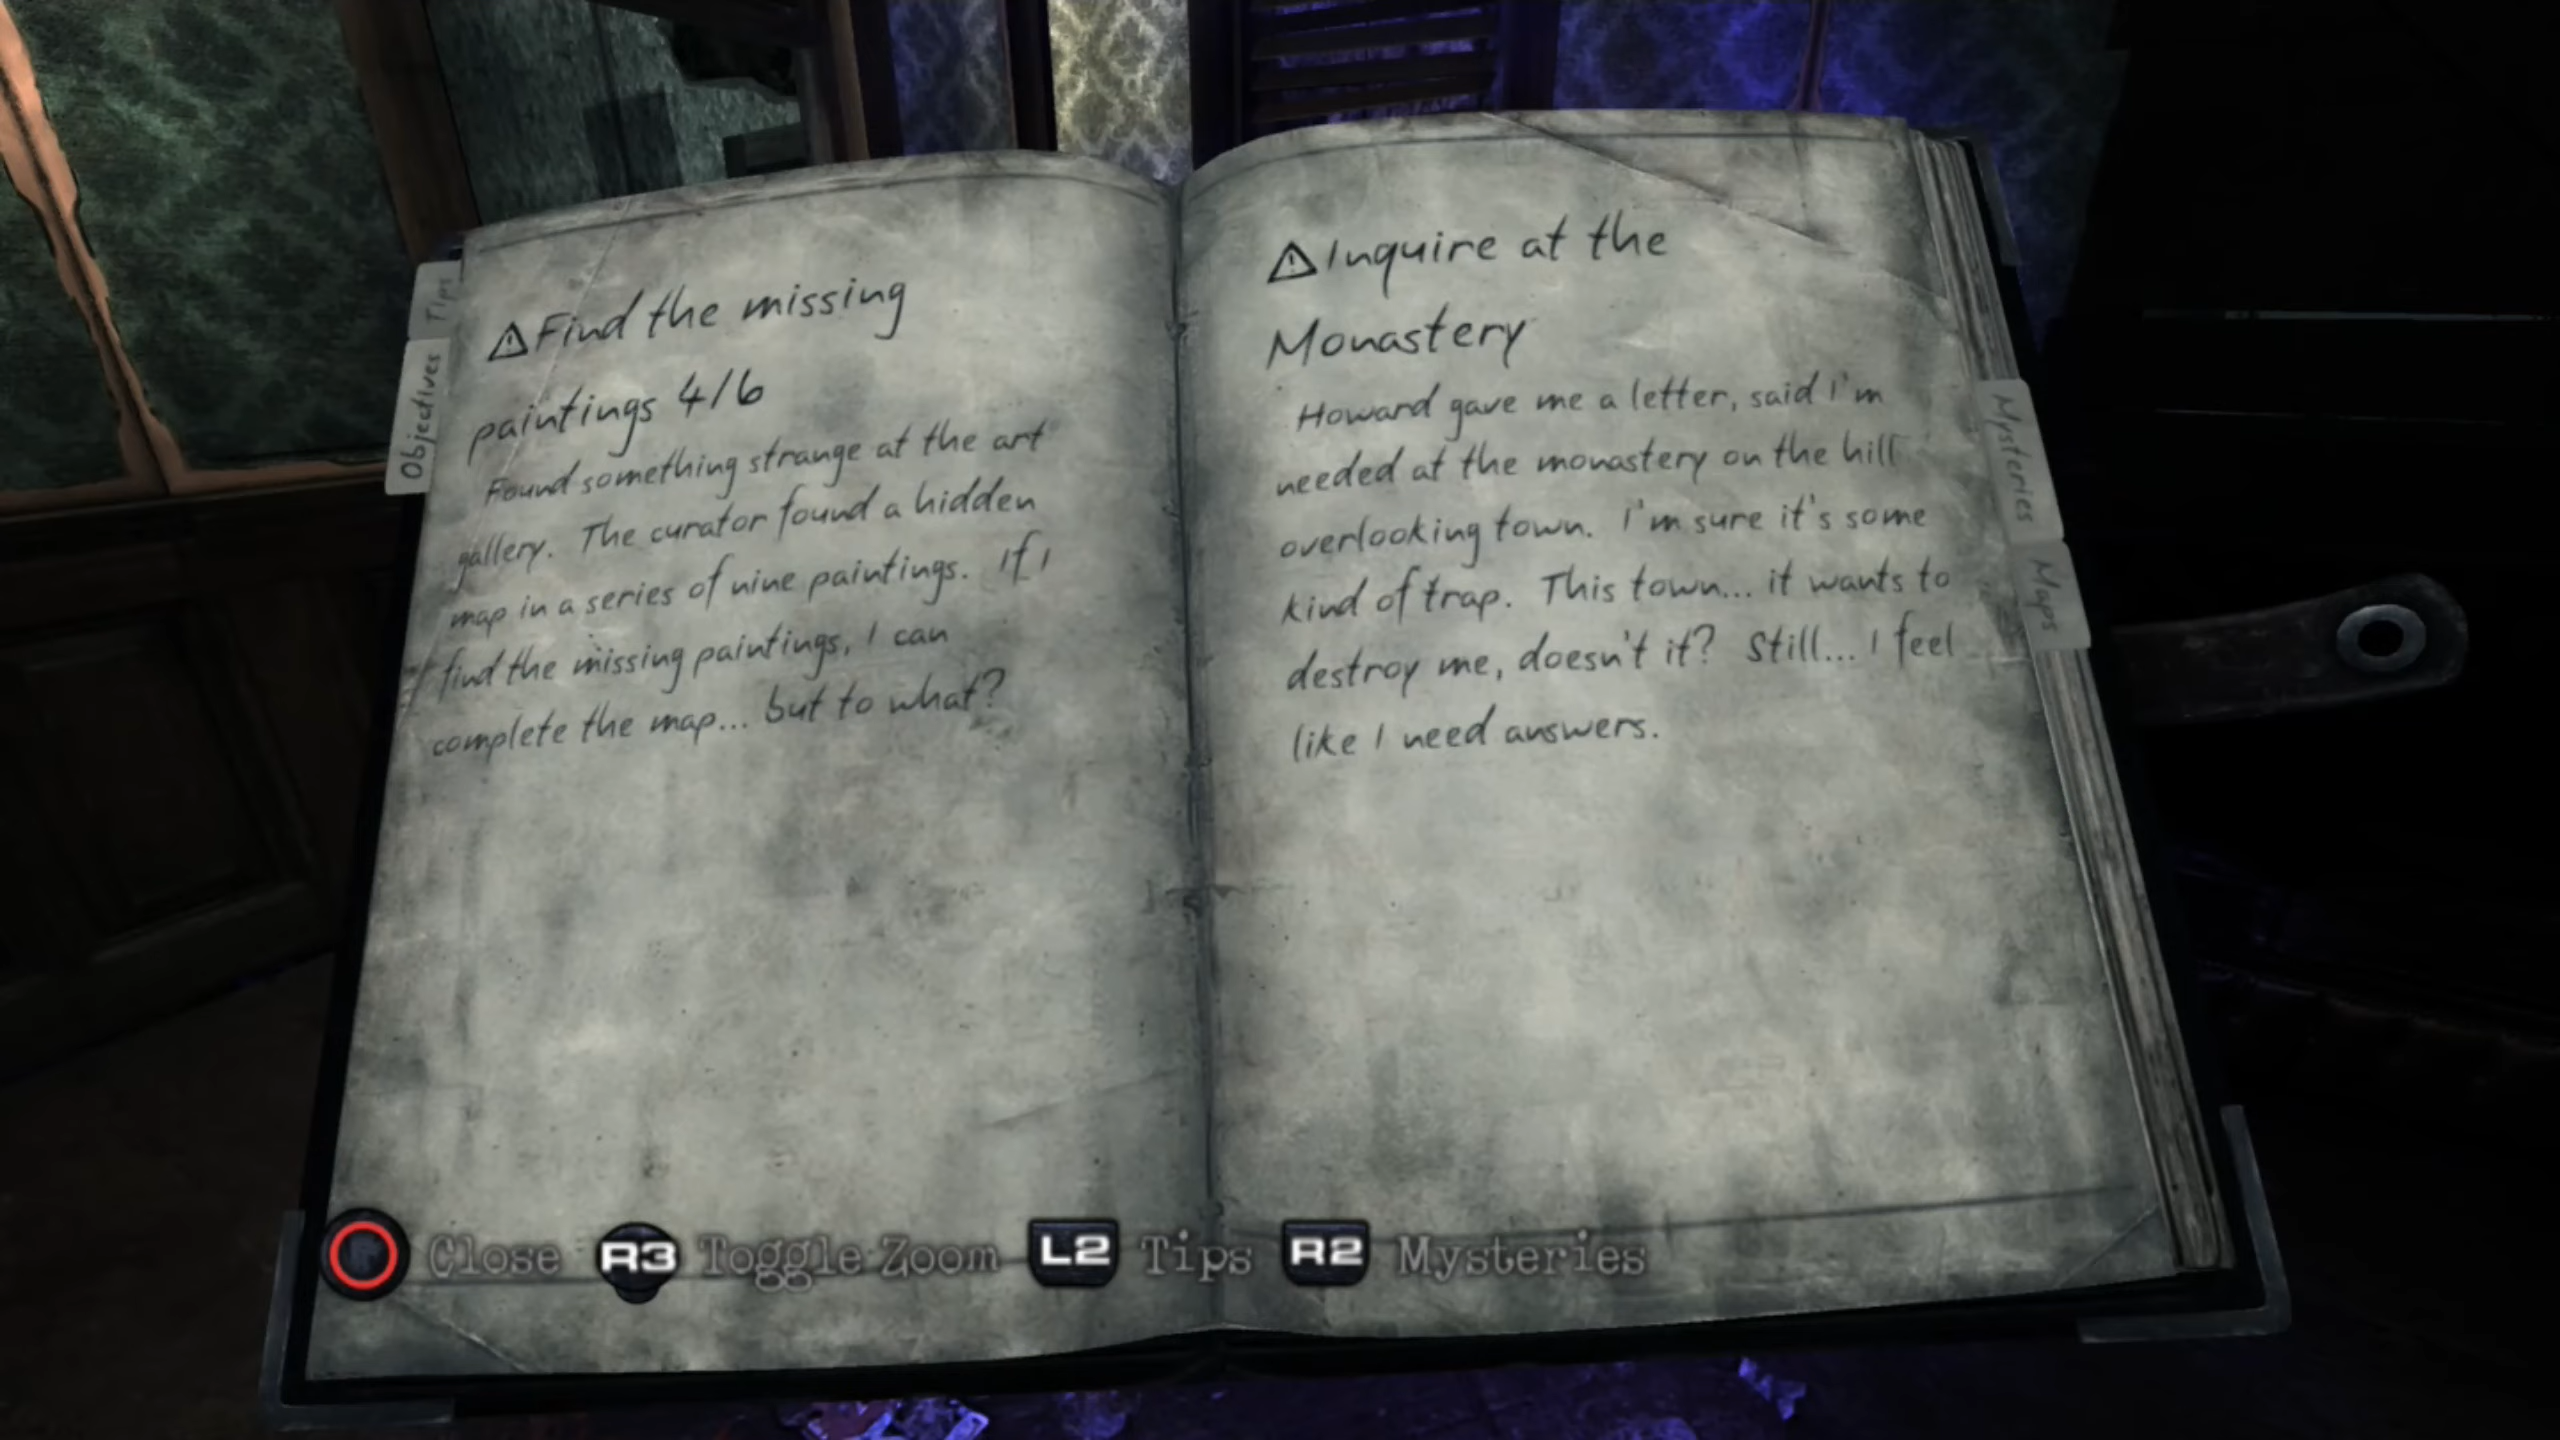 Tips
Objectives
Find the missing
paintings 4/6
Found something strange at the art
gallery. The curator found a hidden
map in a series of nine paintings. If I
find the missing paintings, I can
complete the map... but to what?
Inquire at the
Monastery
Howard gave me a letter, said I'm
needed at the monastery on the hill
overlooking town. I'm sure it's some
kind of trap. This town... it wants to
destroy me, doesn't it? Still... I feel
like I need answers.
Mysteries
Maps
Close R3 Toggle Zoom L2 Tips R2 Mysteries